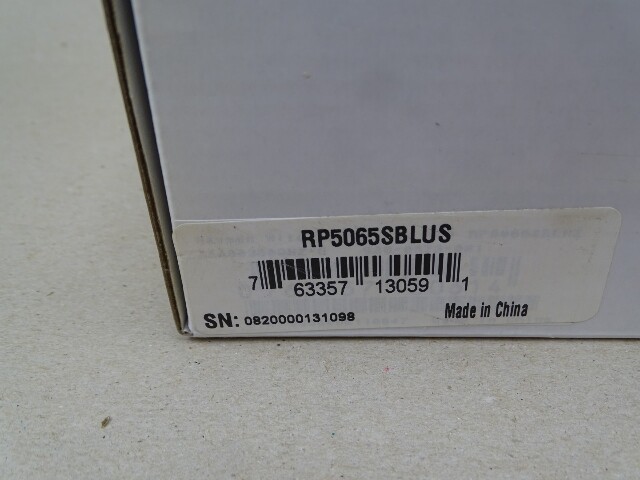 RP5065SBLUS
7 63357 13059 1
SN: 0820000131098
Made in China